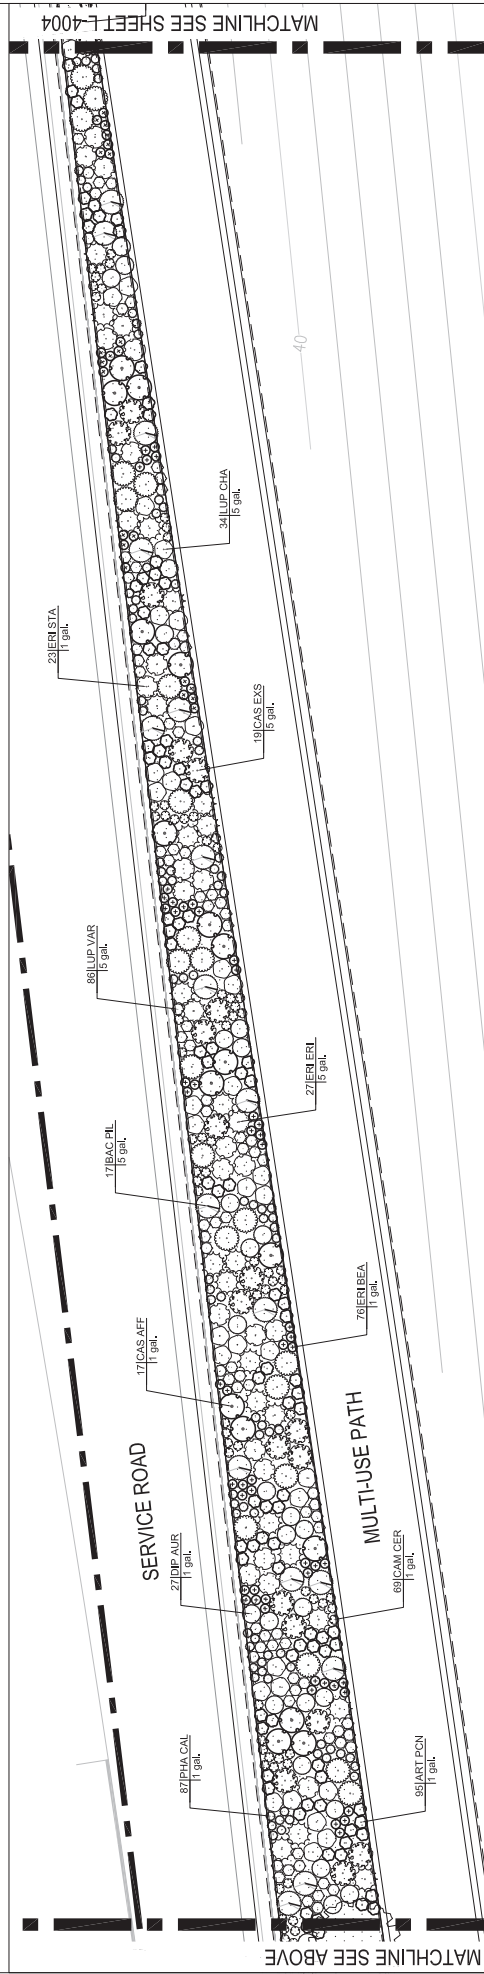 MATCHLINE SEE SHEET L-4004
40
34 LUP CHA
5 gal.
23 ERI STA
1 gal.
19 CAS EXS
5 gal.
86 LUP VAR
5 gal.
27 ERI ERI
5 gal.
17 BAC PIL
5 gal.
76 ERI BEA
1 gal.
17 CAS AFF
1 gal.
SERVICE ROAD
MULTI-USE PATH
27 DIP AUR
1 gal.
69 CAM CER
1 gal.
87 PHA CAL
1 gal.
95 ART PCN
1 gal.
MATCHLINE SEE ABOVE